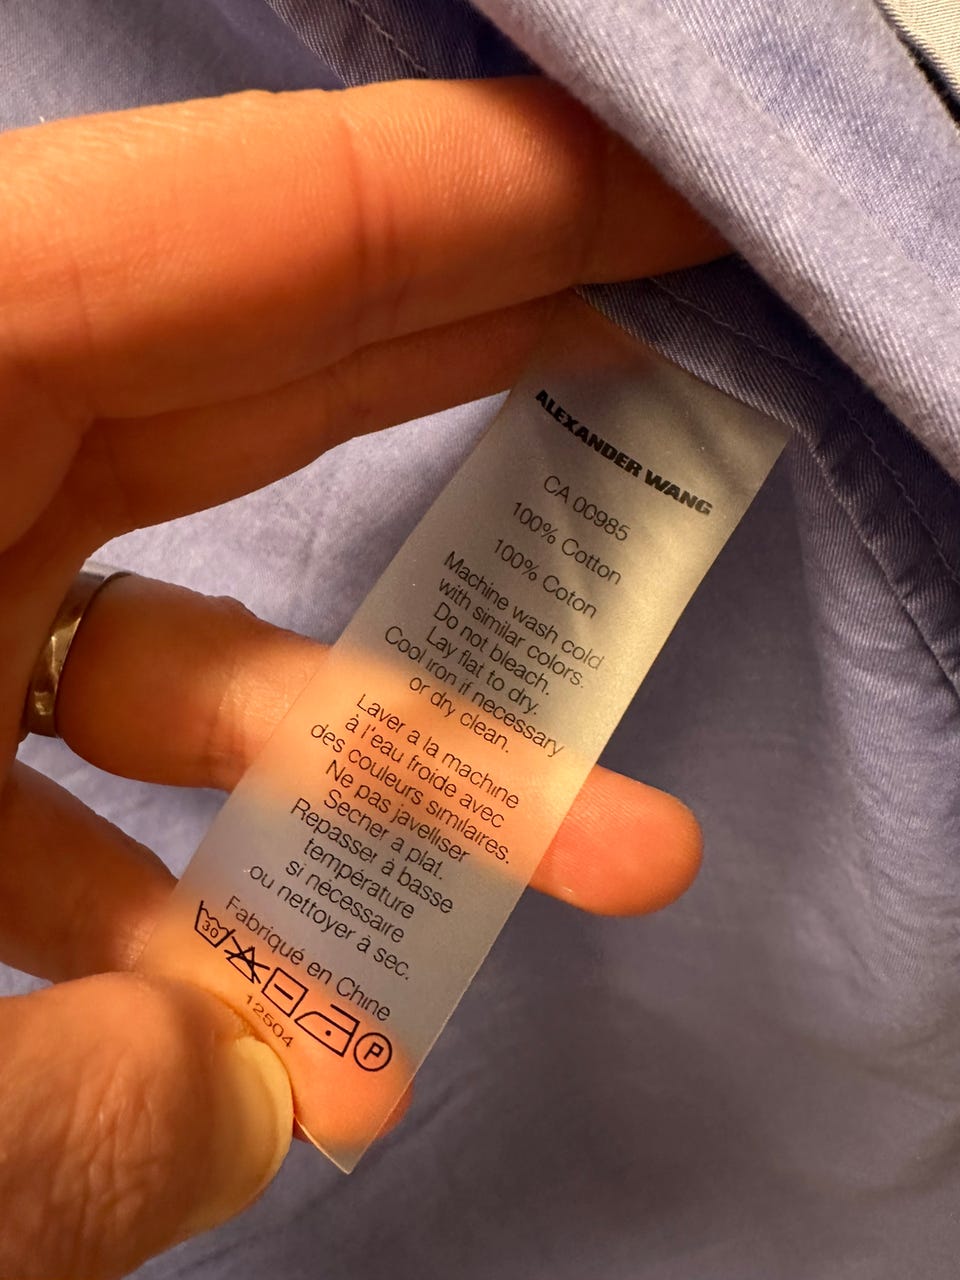 ALEXANDER WANG
CA 00985
100% Cotton
100% Coton
Machine wash cold
with similar colors.
Do not bleach.
Lay flat to dry.
Cool iron if necessary
or dry clean.
Laver a la machine
à l'eau froide avec
des couleurs similaires.
Ne pas javelliser
Secher a plat.
Repasser à basse
température
si nécessaire
ou nettoyer à sec.
Fabriqué en Chine
30
P
12504